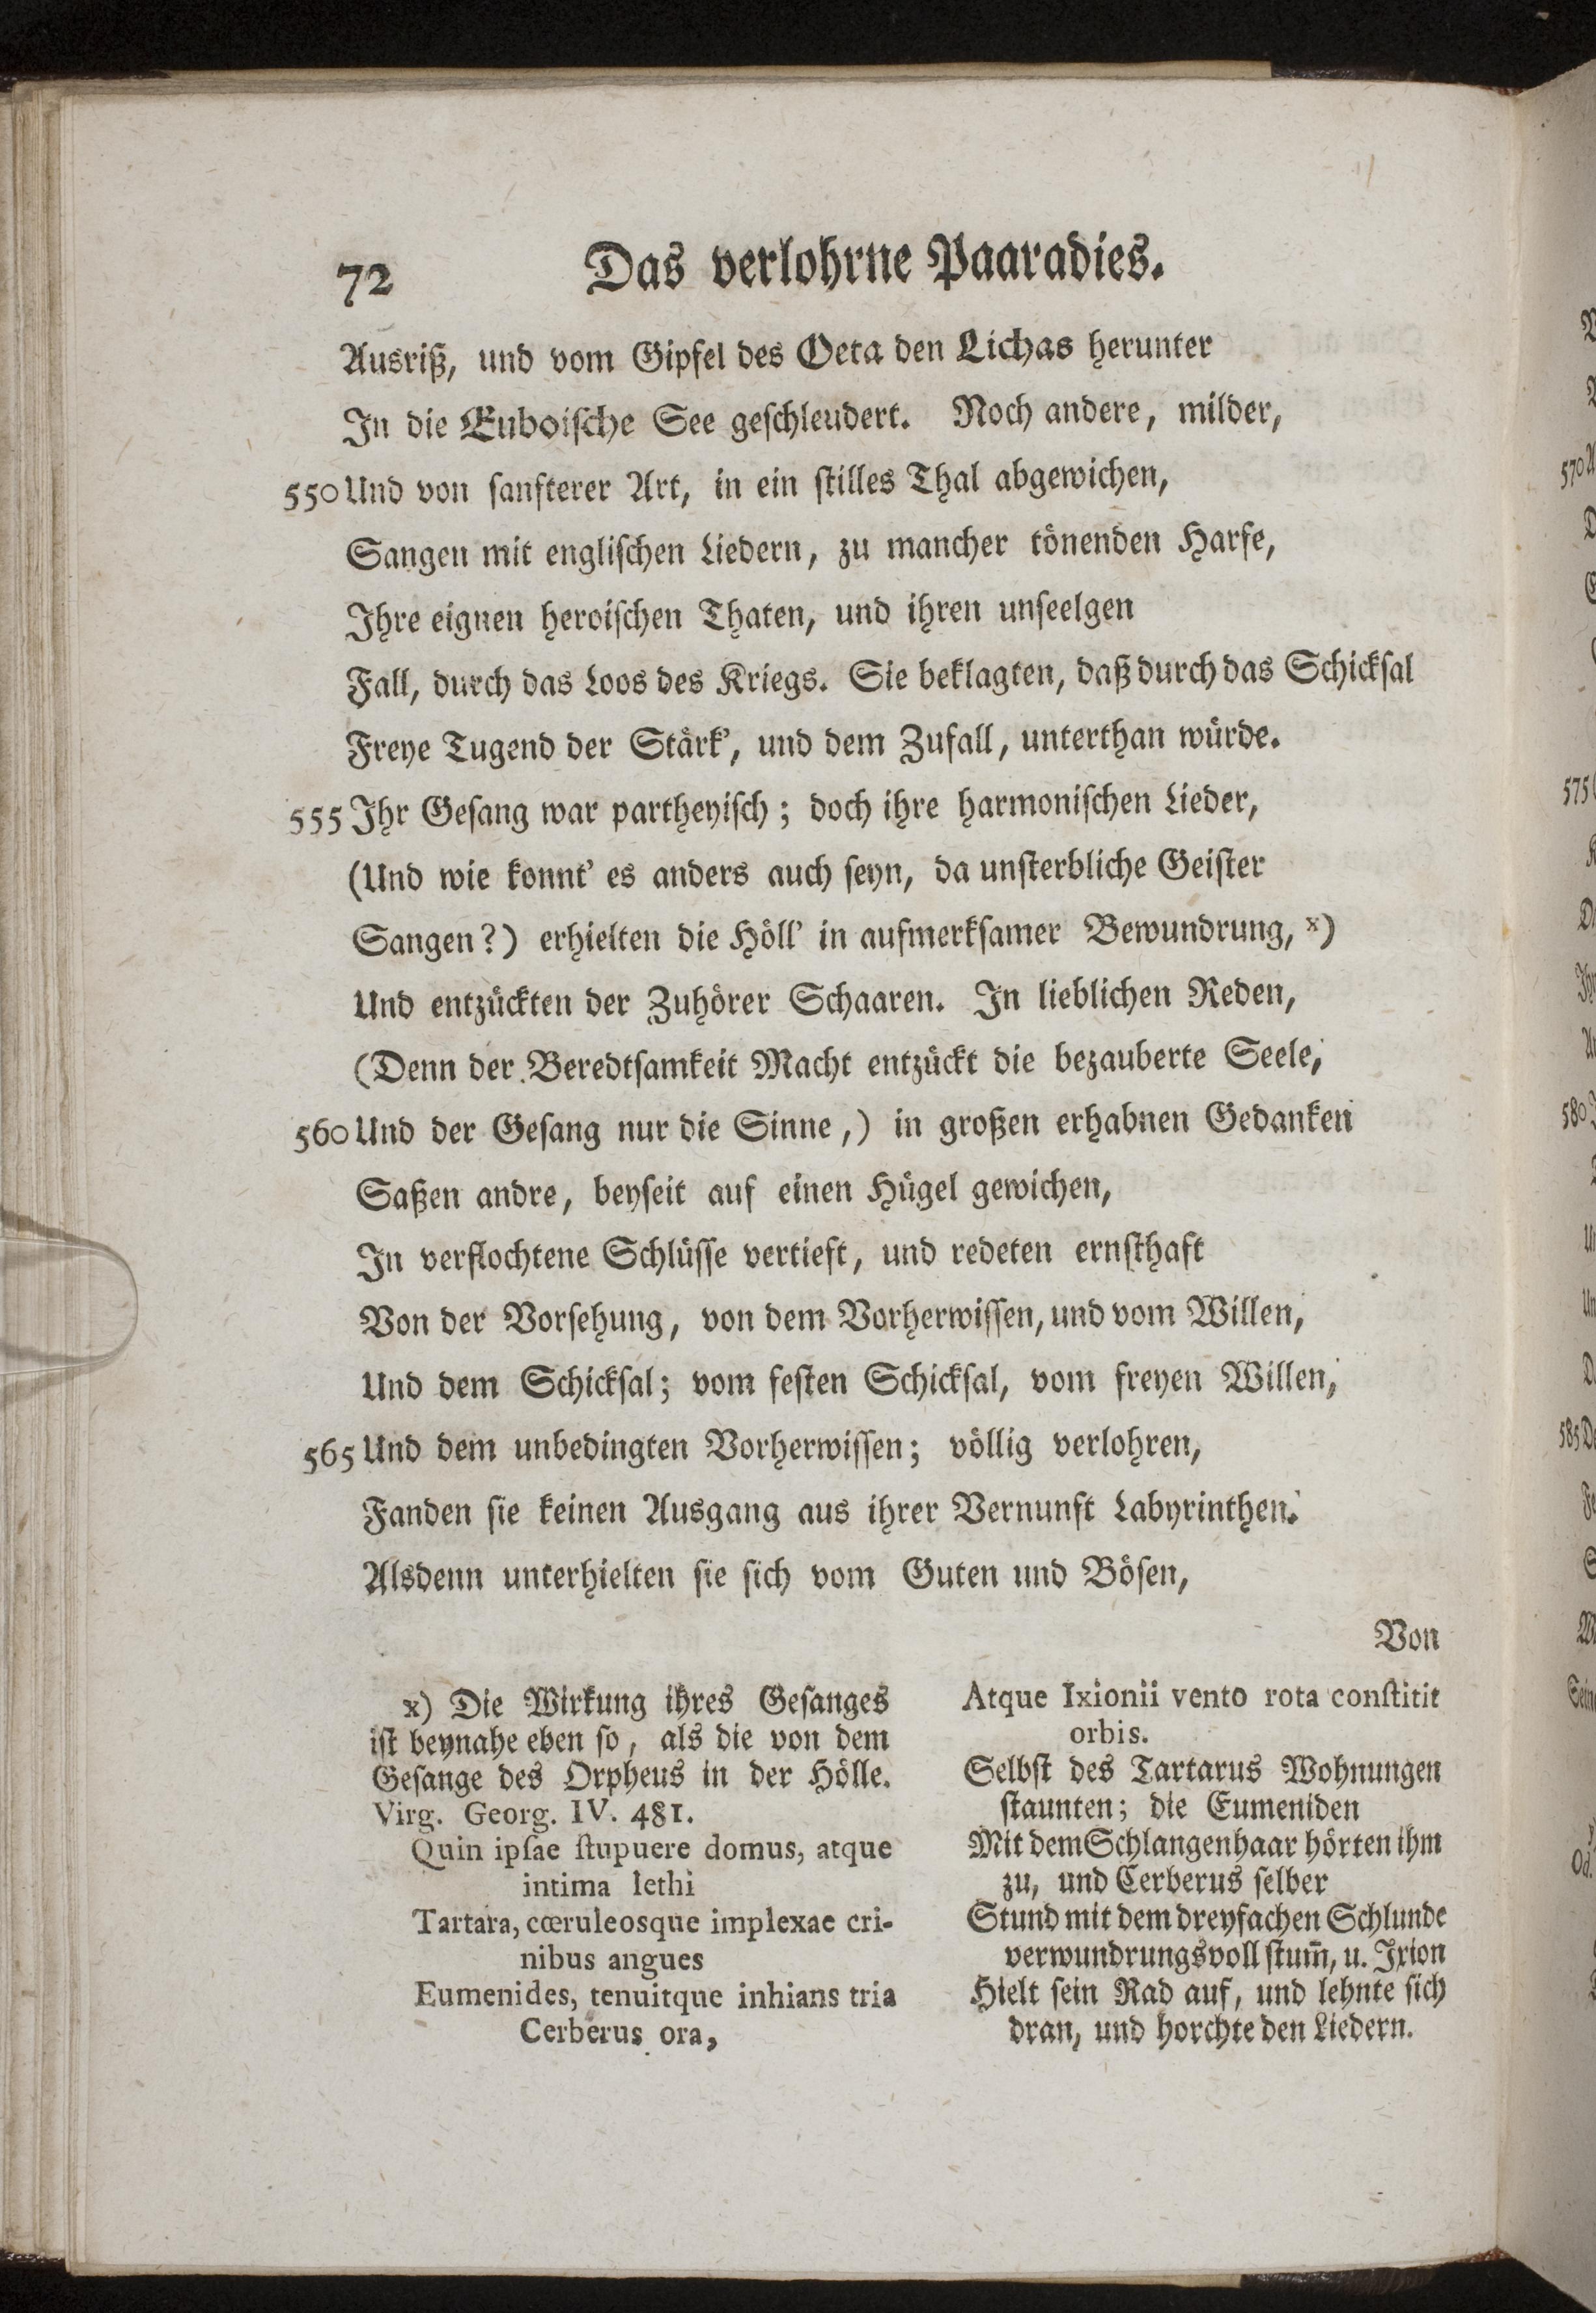 72 Das verlohrne Paaradies.
Ausriß, und vom Gipfel des Oeta den Lichas herunter
In die Euboiſche See geſchleudert. Noch andere, milder,
550 Und von ſanfterer Art, in ein ſtilles Thal abgewichen,
Sangen mit engliſchen Liedern, zu mancher tönenden Harfe,
Ihre eignen heroiſchen Thaten, und ihren unſeelgen
Fall, durch das Loos des Kriegs. Sie beklagten, daß durch das Schickſal
Freye Tugend der Stärk', und dem Zufall, unterthan würde.
555 Ihr Geſang war partheyiſch; doch ihre harmoniſchen Lieder,
(Und wie konnt' es anders auch ſeyn, da unſterbliche Geiſter
Sangen?) erhielten die Höll' in aufmerkſamer Bewundrung, x)
Und entzückten der Zuhörer Schaaren. In lieblichen Reden,
(Denn der Beredtſamkeit Macht entzückt die bezauberte Seele,
560 Und der Geſang nur die Sinne,) in großen erhabnen Gedanken
Saßen andre, beyſeit auf einen Hügel gewichen,
In verflochtene Schlüſſe vertieft, und redeten ernſthaft
Von der Vorſehung, von dem Vorherwiſſen, und vom Willen,
Und dem Schickſal; vom feſten Schickſal, vom freyen Willen,
565 Und dem unbedingten Vorherwiſſen; völlig verlohren,
Fanden ſie keinen Ausgang aus ihrer Vernunft Labyrinthen.
Alsdenn unterhielten ſie ſich vom Guten und Böſen,
Von
x) Die Wirkung ihres Geſanges
iſt beynahe eben ſo, als die von dem
Geſange des Orpheus in der Hölle.
Virg. Georg. IV. 481.
Quin ipſae ſtupuere domus, atque
intima lethi
Tartara, cœruleosque implexae cri-
nibus angues
Eumenides, tenuitque inhians tria
Cerberus ora,
Atque Ixionii vento rota conſtitit
orbis.
Selbſt des Tartarus Wohnungen
ſtaunten; die Eumeniden
Mit dem Schlangenhaar hörten ihm
zu, und Cerberus ſelber
Stund mit dem dreyfachen Schlunde
verwundrungsvoll ſtum̄, u. Ixion
Hielt ſein Rad auf, und lehnte ſich
dran, und horchte den Liedern.
570
575
580
585